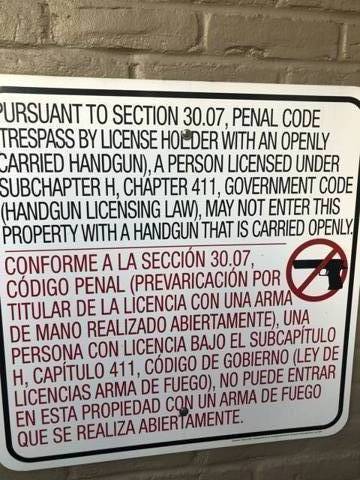 PURSUANT TO SECTION 30.07, PENAL CODE
TRESPASS BY LICENSE HOLDER WITH AN OPENLY
CARRIED HANDGUN), A PERSON LICENSED UNDER
SUBCHAPTER H, CHAPTER 411, GOVERNMENT CODE
(HANDGUN LICENSING LAW), MAY NOT ENTER THIS
PROPERTY WITH A HANDGUN THAT IS CARRIED OPENLY.
CONFORME A LA SECCIÓN 30.07,
CÓDIGO PENAL (PREVARICACIÓN POR
TITULAR DE LA LICENCIA CON UNA ARMA
DE MANO REALIZADO ABIERTAMENTE), UNA
PERSONA CON LICENCIA BAJO EL SUBCAPÍTULO
H, CAPÍTULO 411, CÓDIGO DE GOBIERNO (LEY DE
LICENCIAS ARMA DE FUEGO), NO PUEDE ENTRAR
EN ESTA PROPIEDAD CON UN ARMA DE FUEGO
QUE SE REALIZA ABIERTAMENTE.